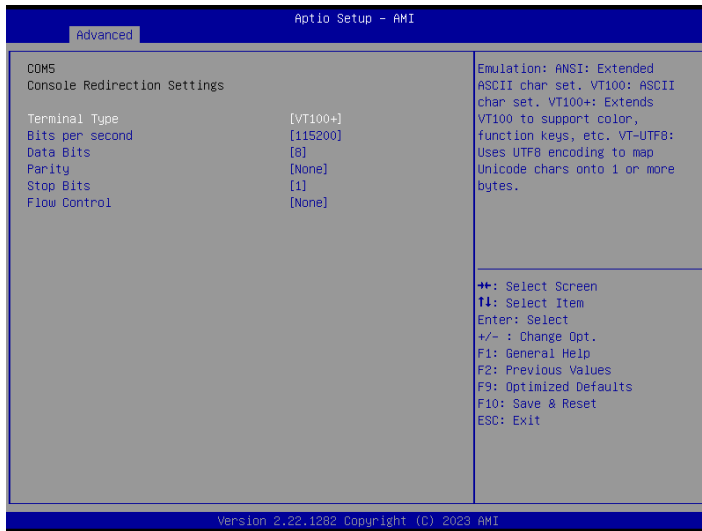 Aptio Setup – AMI
Advanced
COM5
Console Redirection Settings
Terminal Type [VT100+]
Bits per second [115200]
Data Bits [8]
Parity [None]
Stop Bits [1]
Flow Control [None]
Emulation: ANSI: Extended
ASCII char set. VT100: ASCII
char set. VT100+: Extends
VT100 to support color,
function keys, etc. VT-UTF8:
Uses UTF8 encoding to map
Unicode chars onto 1 or more
bytes.
→←: Select Screen
↑↓: Select Item
Enter: Select
+/- : Change Opt.
F1: General Help
F2: Previous Values
F9: Optimized Defaults
F10: Save & Reset
ESC: Exit
Version 2.22.1282 Copyright (C) 2023 AMI